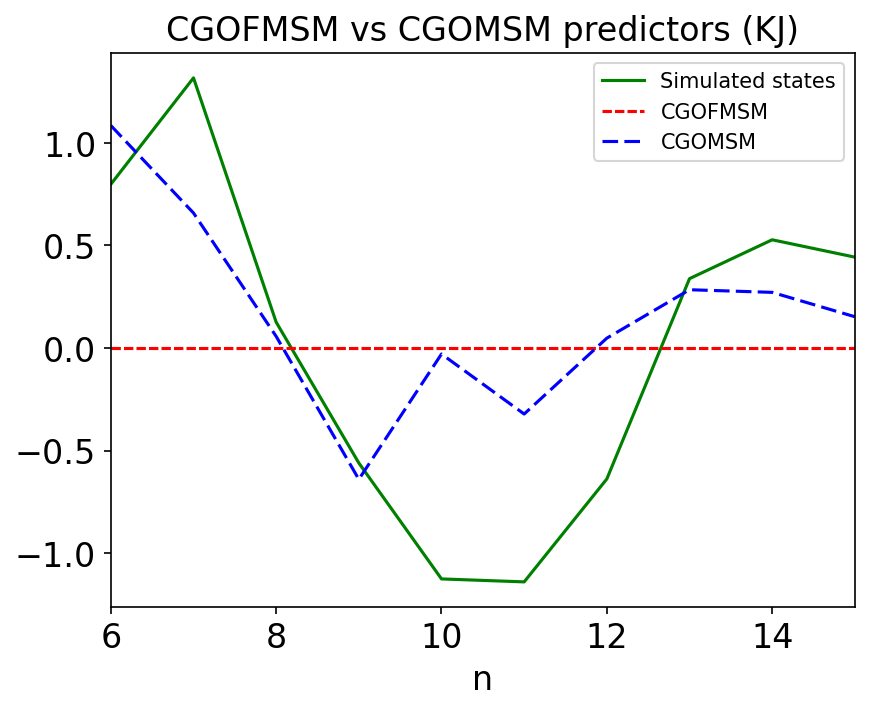 CGOFMSM vs CGOMSM predictors (KJ)
Simulated states
CGOFMSM
CGOMSM
1.0
0.5
0.0
−0.5
−1.0
6 8 10 12 14
n